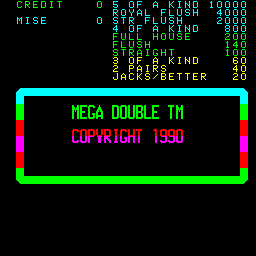 CREDIT 0 5 OF A KIND 10000
ROYAL FLUSH 4000
MISE 0 STR.FLUSH 2000
4 OF A KIND 800
FULL HOUSE 200
FLUSH 140
STRAIGHT 100
3 OF A KIND 60
2 PAIRS 40
JACKS/BETTER 20
MEGA DOUBLE TM
COPYRIGHT 1990